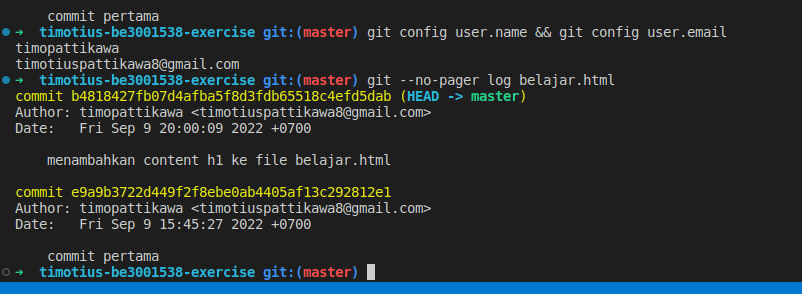 commit pertama
➜ timotius-be3001538-exercise git:(master) git config user.name && git config user.email
timopattikawa
timotiuspattikawa8@gmail.com
➜ timotius-be3001538-exercise git:(master) git --no-pager log belajar.html
commit b4818427fb07d4afba5f8d3fdb65518c4efd5dab (HEAD -> master)
Author: timopattikawa <timotiuspattikawa8@gmail.com>
Date: Fri Sep 9 20:00:09 2022 +0700
menambahkan content h1 ke file belajar.html
commit e9a9b3722d449f2f8ebe0ab4405af13c292812e1
Author: timopattikawa <timotiuspattikawa8@gmail.com>
Date: Fri Sep 9 15:45:27 2022 +0700
commit pertama
➜ timotius-be3001538-exercise git:(master)